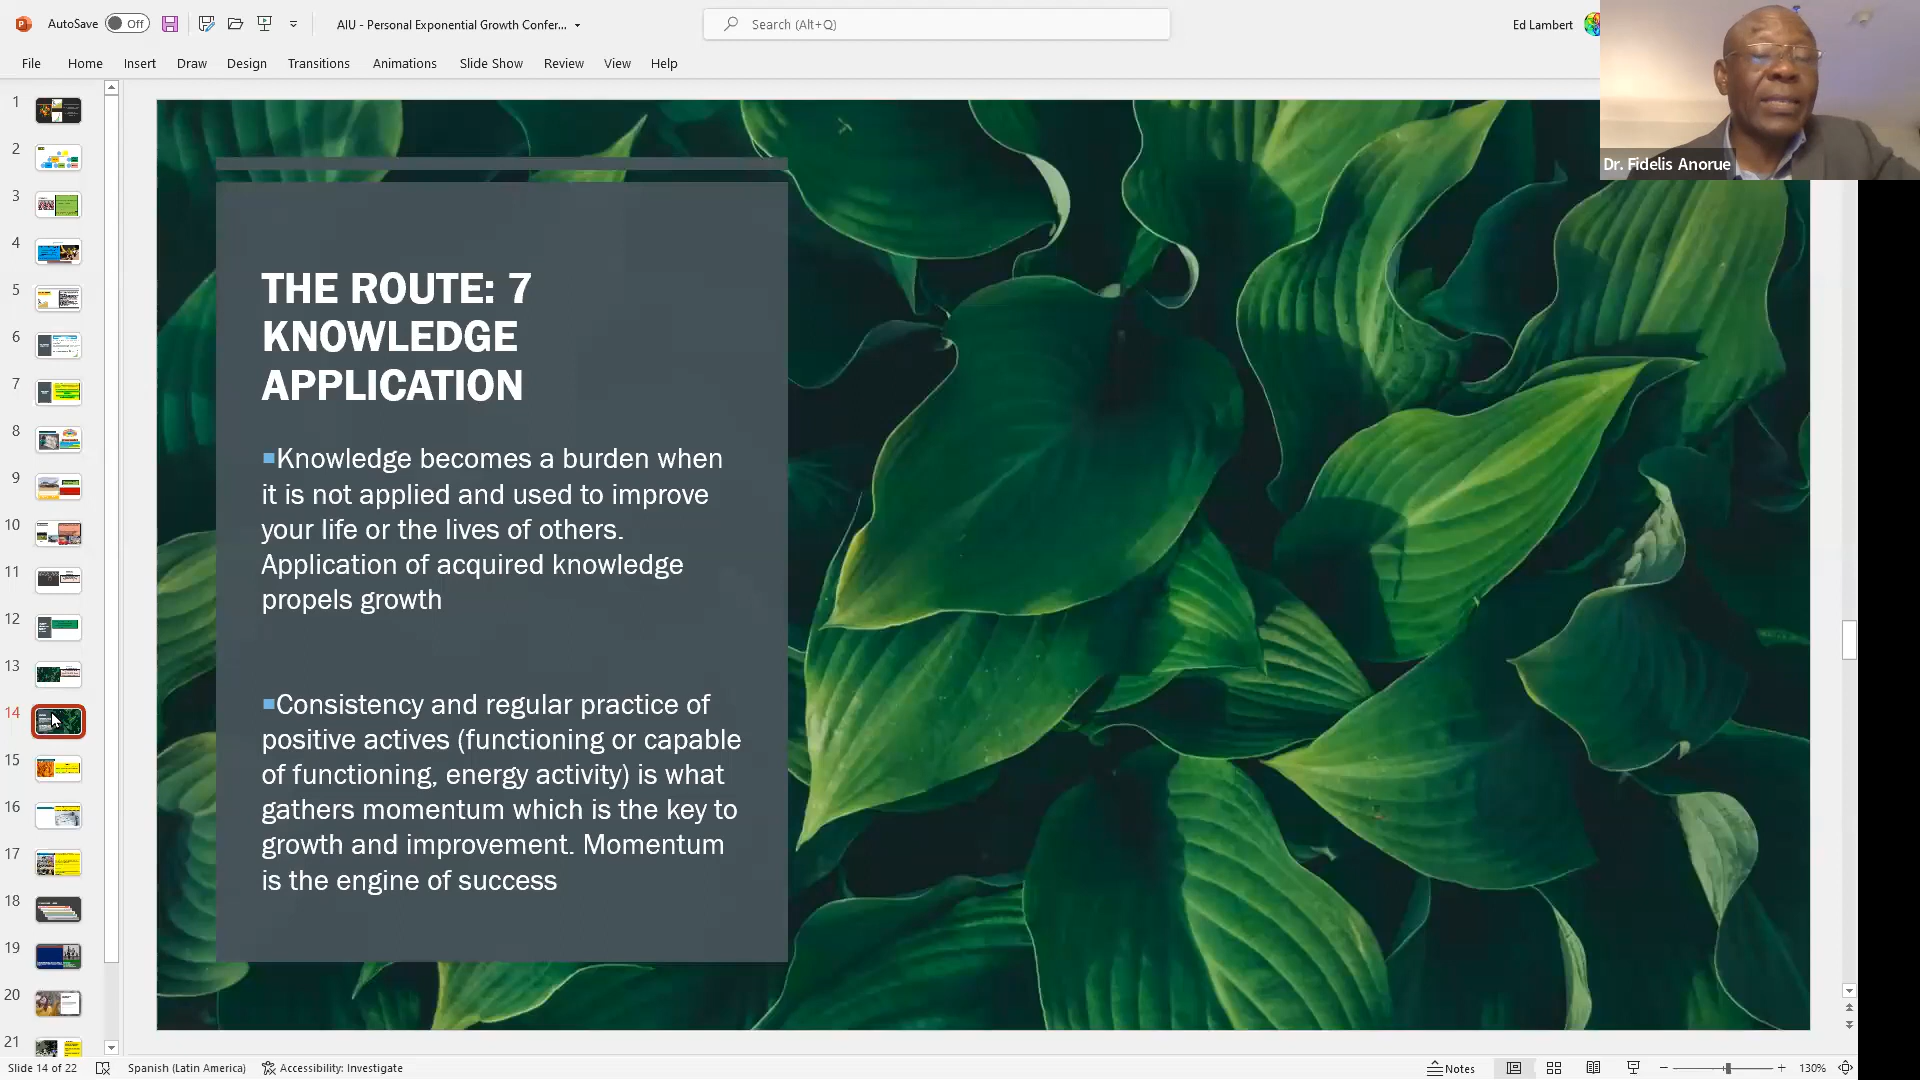 AutoSave Off
AIU - Personal Exponential Growth Confer...
Search (Alt+Q)
Ed Lambert
File Home Insert Draw Design Transitions Animations Slide Show Review View Help
Dr. Fidelis Anorue
1
2
3
4
5
6
7
8
9
10
11
12
13
14
15
16
17
18
19
20
21
THE ROUTE: 7
KNOWLEDGE
APPLICATION
Knowledge becomes a burden when
it is not applied and used to improve
your life or the lives of others.
Application of acquired knowledge
propels growth
Consistency and regular practice of
positive actives (functioning or capable
of functioning, energy activity) is what
gathers momentum which is the key to
growth and improvement. Momentum
is the engine of success
Slide 14 of 22 Spanish (Latin America) Accessibility: Investigate Notes 130%